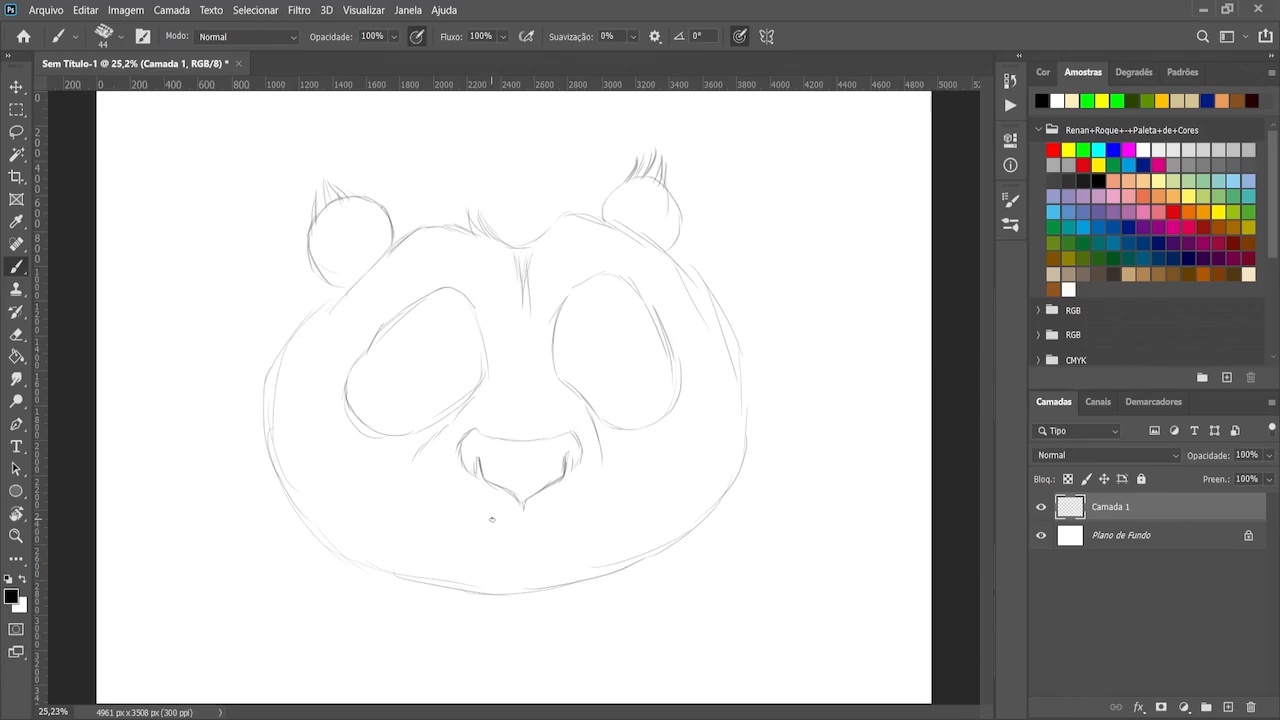 Ps Arquivo Editar Imagem Camada Texto Selecionar Filtro 3D Visualizar Janela Ajuda
44 Modo: Normal Opacidade: 100% Fluxo: 100% Suavização: 0% 0°
Sem Título-1 @ 25,2% (Camada 1, RGB/8) * ×
200 0 200 400 600 800 1000 1200 1400 1600 1800 2000 2200 2400 2600 2800 3000 3200 3400 3600 3800 4000 4200 4400 4600 4800 5000
Cor Amostras Degradês Padrões
Renan+Roque+-+Paleta+de+Cores
RGB
RGB
CMYK
Camadas Canais Demarcadores
Tipo
Normal Opacidade: 100%
Bloq.: Preen.: 100%
Camada 1
Plano de Fundo
25,23% 4961 px x 3508 px (300 ppi)